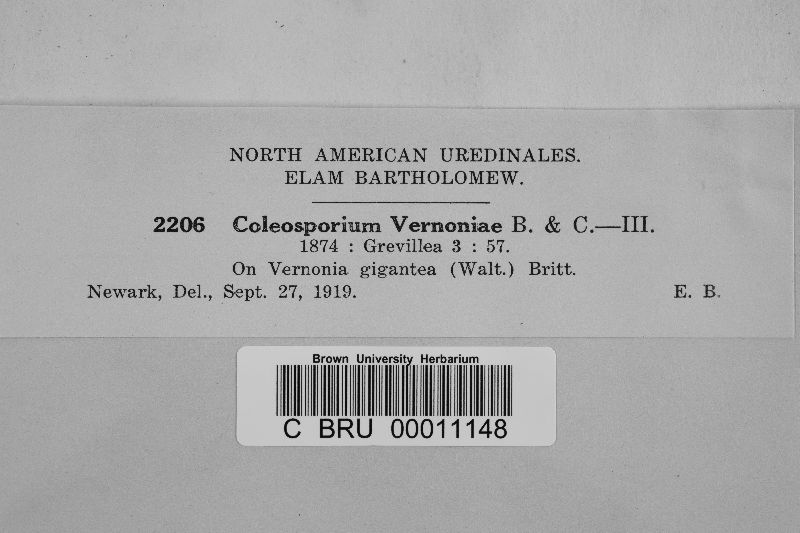 NORTH AMERICAN UREDINALES.
ELAM BARTHOLOMEW.
2206 Coleosporium Vernoniae B. & C.—III.
1874 : Grevillea 3 : 57.
On Vernonia gigantea (Walt.) Britt.
Newark, Del., Sept. 27, 1919. E. B.
Brown University Herbarium
C BRU 00011148